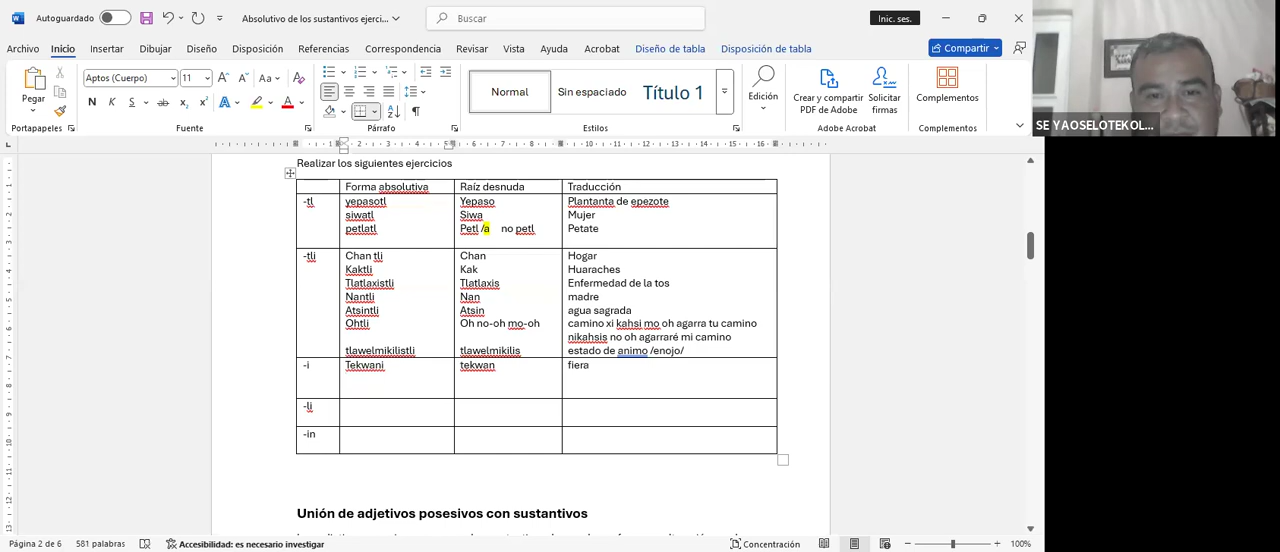 Autoguardado
Absolutivo de los sustantivos ejerci...
Buscar
Inic. ses.
Archivo Inicio Insertar Dibujar Diseño Disposición Referencias Correspondencia Revisar Vista Ayuda Acrobat Diseño de tabla Disposición de tabla
Compartir
Pegar
Aptos (Cuerpo) 11
Normal
Sin espaciado
Título 1
Edición
Crear y compartir PDF de Adobe
Solicitar firmas
Complementos
Portapapeles Fuente Párrafo Estilos Adobe Acrobat Complementos
SE YAOSELOTEKOL...
Realizar los siguientes ejercicios
Forma absolutiva Raíz desnuda Traducción
-tl yepasotl Yepaso Plantanta de epezote
siwatl Siwa Mujer
petlatl Petl /a no petl Petate
-tli Chan tli Chan Hogar
Kaktli Kak Huaraches
Tlatlaxistli Tlatlaxis Enfermedad de la tos
Nantli Nan madre
Atsintli Atsin agua sagrada
Ohtli Oh no-oh mo-oh camino xi kahsi mo oh agarra tu camino
nikahsis no oh agarraré mi camino
tlawelmikilistli tlawelmikilis estado de animo /enojo/
-i Tekwani tekwan fiera
-li
-in
Unión de adjetivos posesivos con sustantivos
Página 2 de 6 581 palabras Accesibilidad: es necesario investigar Concentración 100%